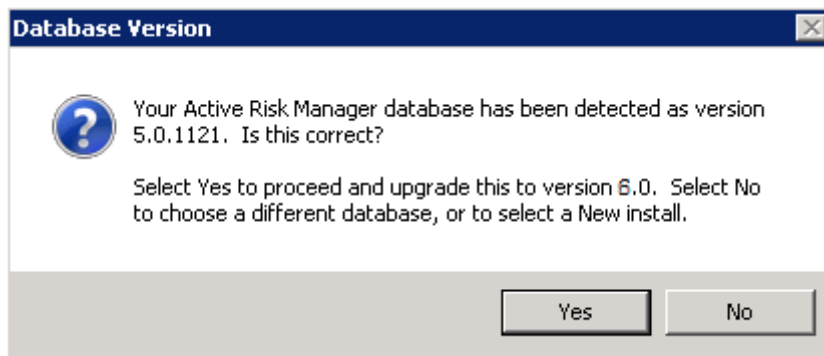 Database Version
Your Active Risk Manager database has been detected as version
5.0.1121.  Is this correct?
Select Yes to proceed and upgrade this to version 6.0.  Select No
to choose a different database, or to select a New install.
Yes
No